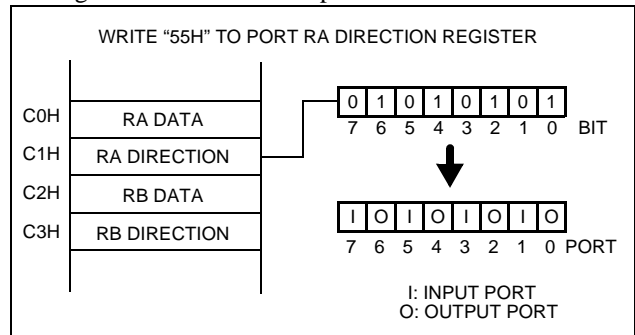 WRITE “55H” TO PORT RA DIRECTION REGISTER
0 1 0 1 0 1 0 1
7 6 5 4 3 2 1 0 BIT
C0H RA DATA
C1H RA DIRECTION
C2H RB DATA
C3H RB DIRECTION
I O I O I O I O
7 6 5 4 3 2 1 0 PORT
I: INPUT PORT
O: OUTPUT PORT